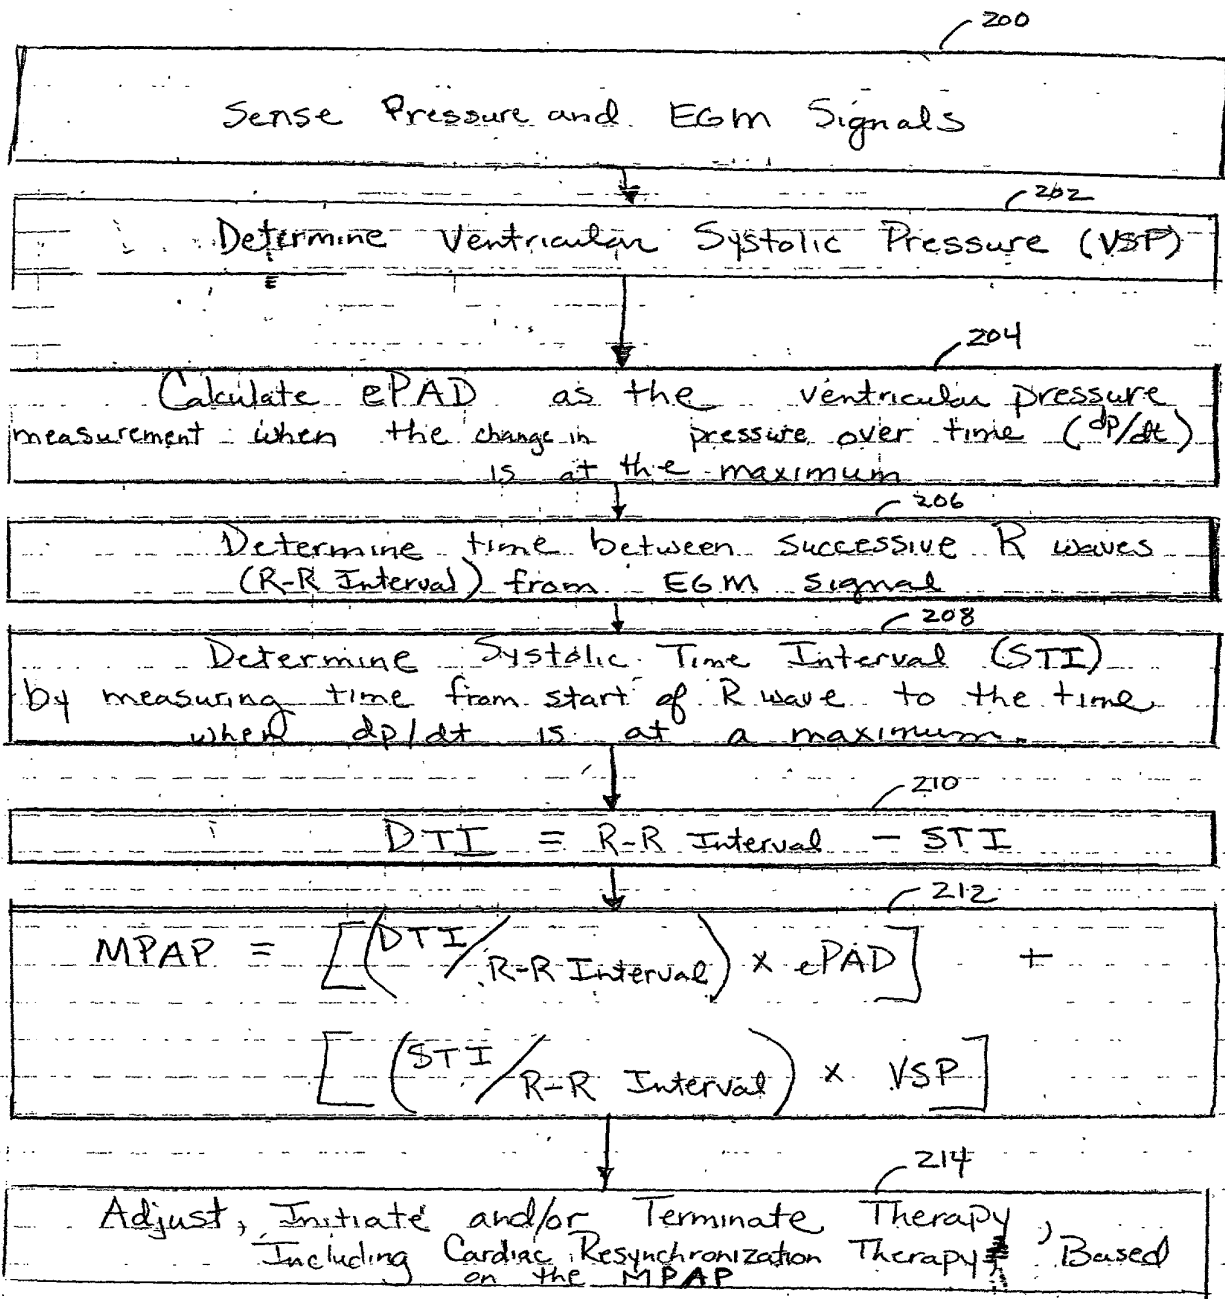 200
Sense Pressure and EGM Signals
202
Determine Ventricular Systolic Pressure (VSP)
204
Calculate ePAD as the ventricular pressure
measurement when the change in pressure over time (dp/dt)
is at the maximum
206
Determine time between successive R waves
(R-R Interval) from EGM signal
208
Determine Systolic Time Interval (STI)
by measuring time from start of R wave to the time
when dp/dt is at a maximum.
210
DTI = R-R Interval - STI
212
MPAP = [(DTI/R-R Interval) x ePAD] +
[(STI/R-R Interval) x VSP]
214
Adjust, Initiate and/or Terminate Therapy,
Including Cardiac Resynchronization Therapy, Based
on the MPAP